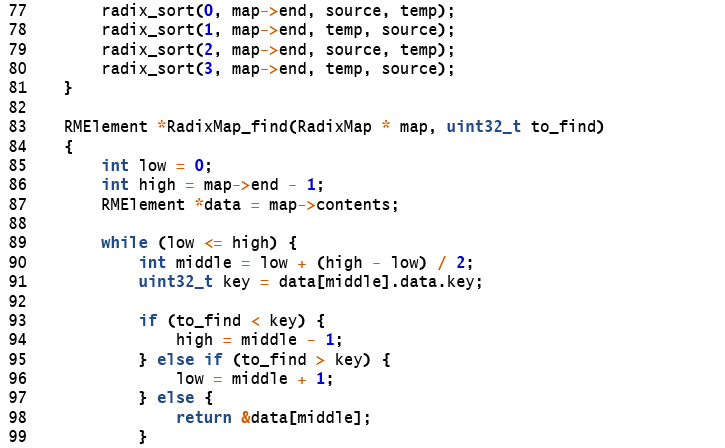 77        radix_sort(0, map->end, source, temp);
78        radix_sort(1, map->end, temp, source);
79        radix_sort(2, map->end, source, temp);
80        radix_sort(3, map->end, temp, source);
81    }
82
83    RMElement *RadixMap_find(RadixMap * map, uint32_t to_find)
84    {
85        int low = 0;
86        int high = map->end - 1;
87        RMElement *data = map->contents;
88
89        while (low <= high) {
90            int middle = low + (high - low) / 2;
91            uint32_t key = data[middle].data.key;
92
93            if (to_find < key) {
94                high = middle - 1;
95            } else if (to_find > key) {
96                low = middle + 1;
97            } else {
98                return &data[middle];
99            }